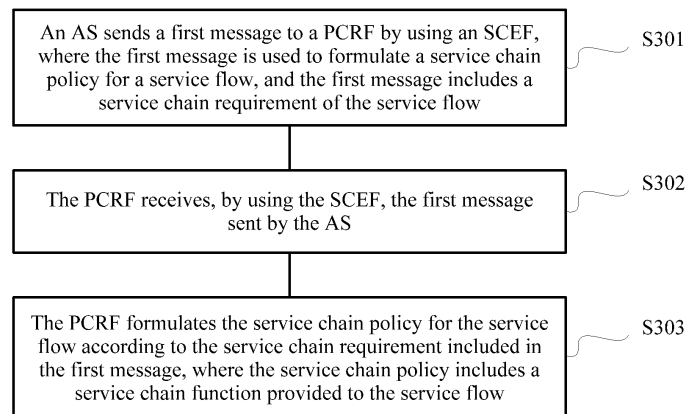 An AS sends a first message to a PCRF by using an SCEF,
where the first message is used to formulate a service chain
policy for a service flow, and the first message includes a
service chain requirement of the service flow
S301
The PCRF receives, by using the SCEF, the first message
sent by the AS
S302
The PCRF formulates the service chain policy for the service
flow according to the service chain requirement included in
the first message, where the service chain policy includes a
service chain function provided to the service flow
S303